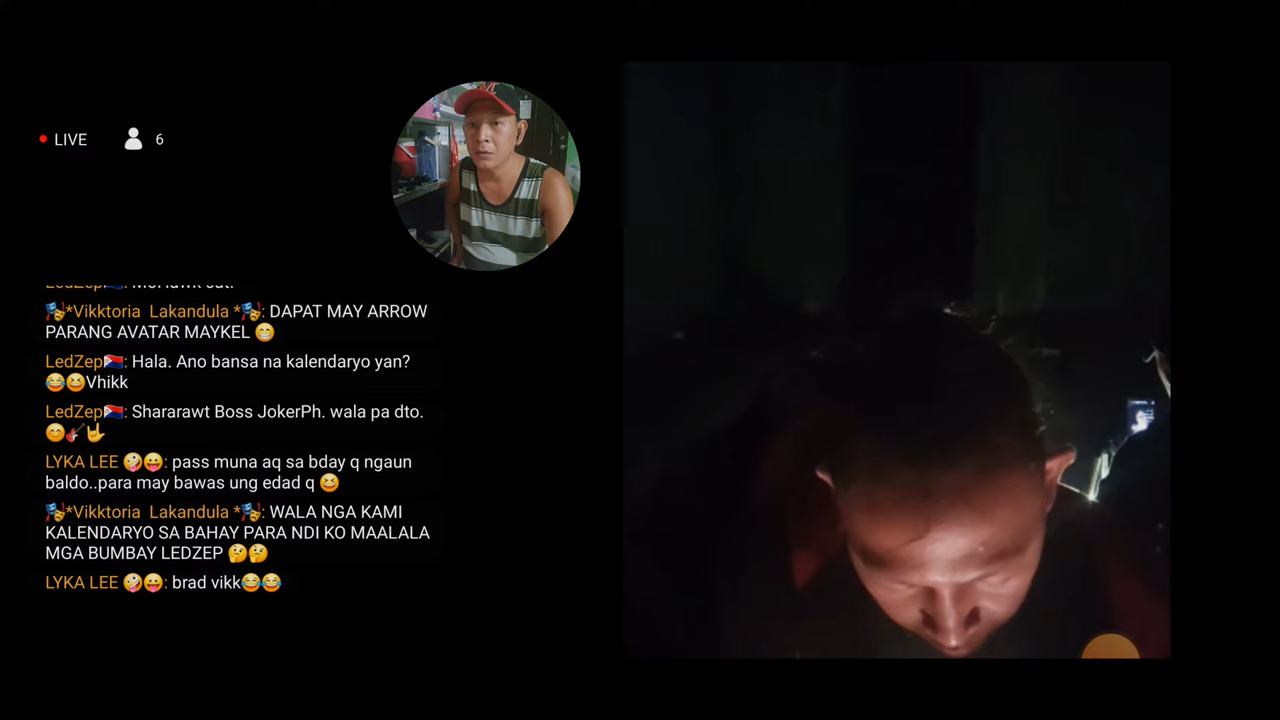 LIVE 6
🎭*Vikktoria Lakandula *🎭: DAPAT MAY ARROW
PARANG AVATAR MAYKEL 😁
LedZep🇵🇭: Hala. Ano bansa na kalendaryo yan?
😂😆Vhikk
LedZep🇵🇭: Shararawt Boss JokerPh. wala pa dto.
😊🎸🤟
LYKA LEE 🤪😛: pass muna aq sa bday q ngaun
baldo..para may bawas ung edad q 😆
🎭*Vikktoria Lakandula *🎭: WALA NGA KAMI
KALENDARYO SA BAHAY PARA NDI KO MAALALA
MGA BUMBAY LEDZEP 🤔🤔
LYKA LEE 🤪😛: brad vikk😂😂